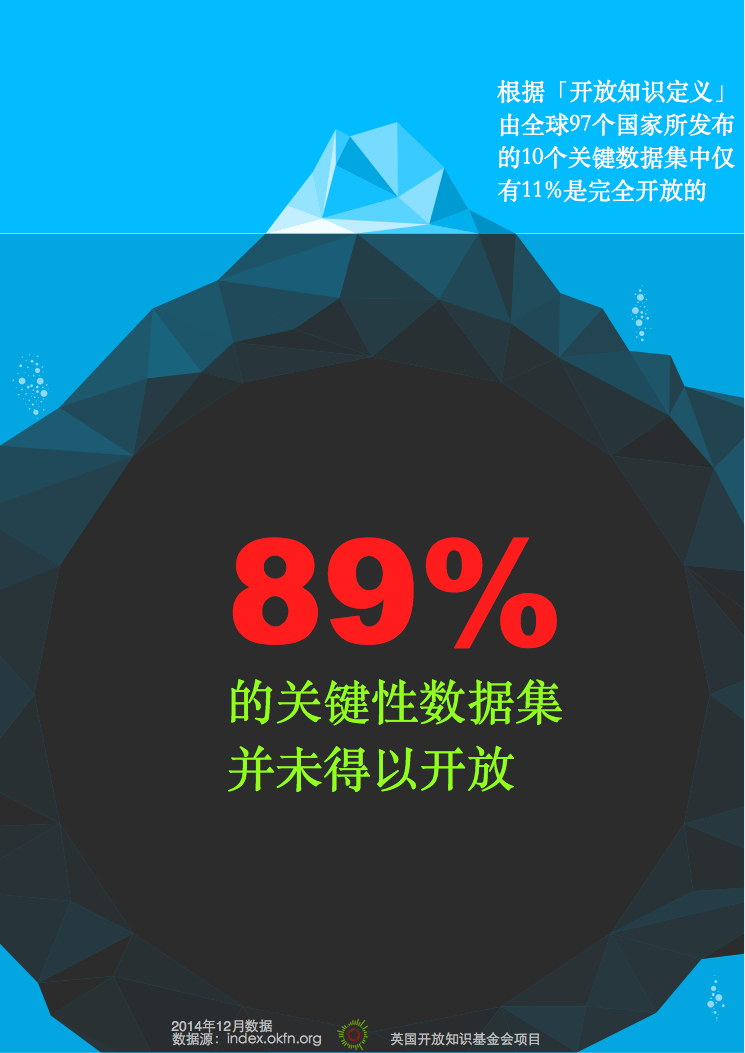 根据「开放知识定义」
由全球97个国家所发布
的10个关键数据集中仅
有11%是完全开放的
89%
的关键性数据集
并未得以开放
2014年12月数据
数据源：index.okfn.org
英国开放知识基金会项目